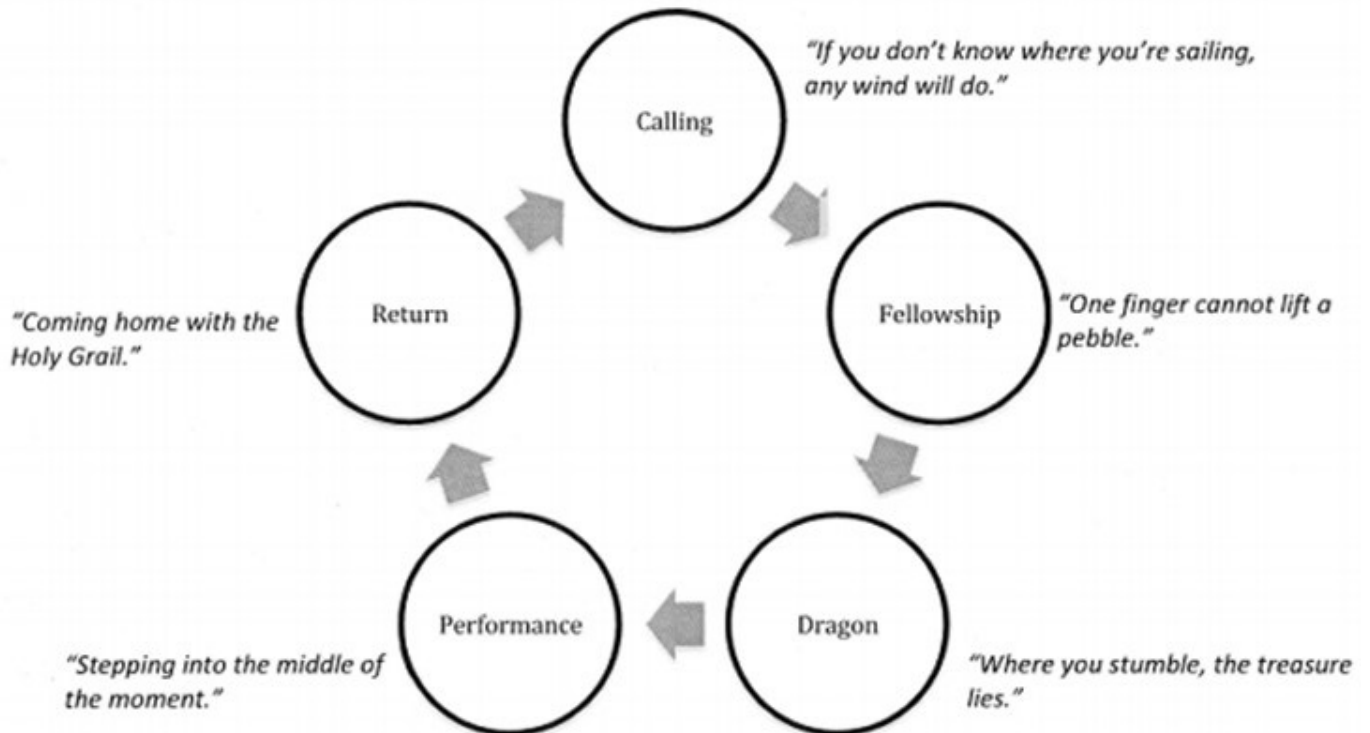 “If you don’t know where you’re sailing,
any wind will do.”
Calling
Return
Fellowship
“One finger cannot lift a
pebble.”
“Coming home with the
Holy Grail.”
Performance
Dragon
“Stepping into the middle of
the moment.”
“Where you stumble, the treasure
lies.”